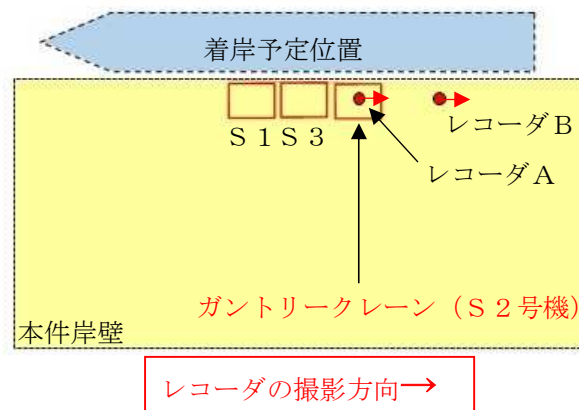 着岸予定位置
Ｓ１Ｓ３
レコーダＢ
レコーダＡ
ガントリークレーン（Ｓ２号機）
本件岸壁
レコーダの撮影方向→